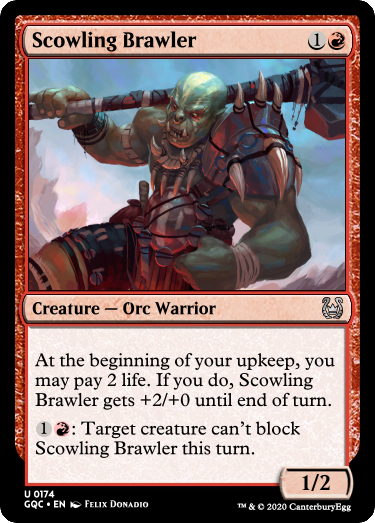 Scowling Brawler 1
Creature — Orc Warrior
At the beginning of your upkeep, you
may pay 2 life. If you do, Scowling
Brawler gets +2/+0 until end of turn.
1 : Target creature can't block
Scowling Brawler this turn.
1/2
U 0174
GQC • EN Felix Donadio
™ & © 2020 CanterburyEgg